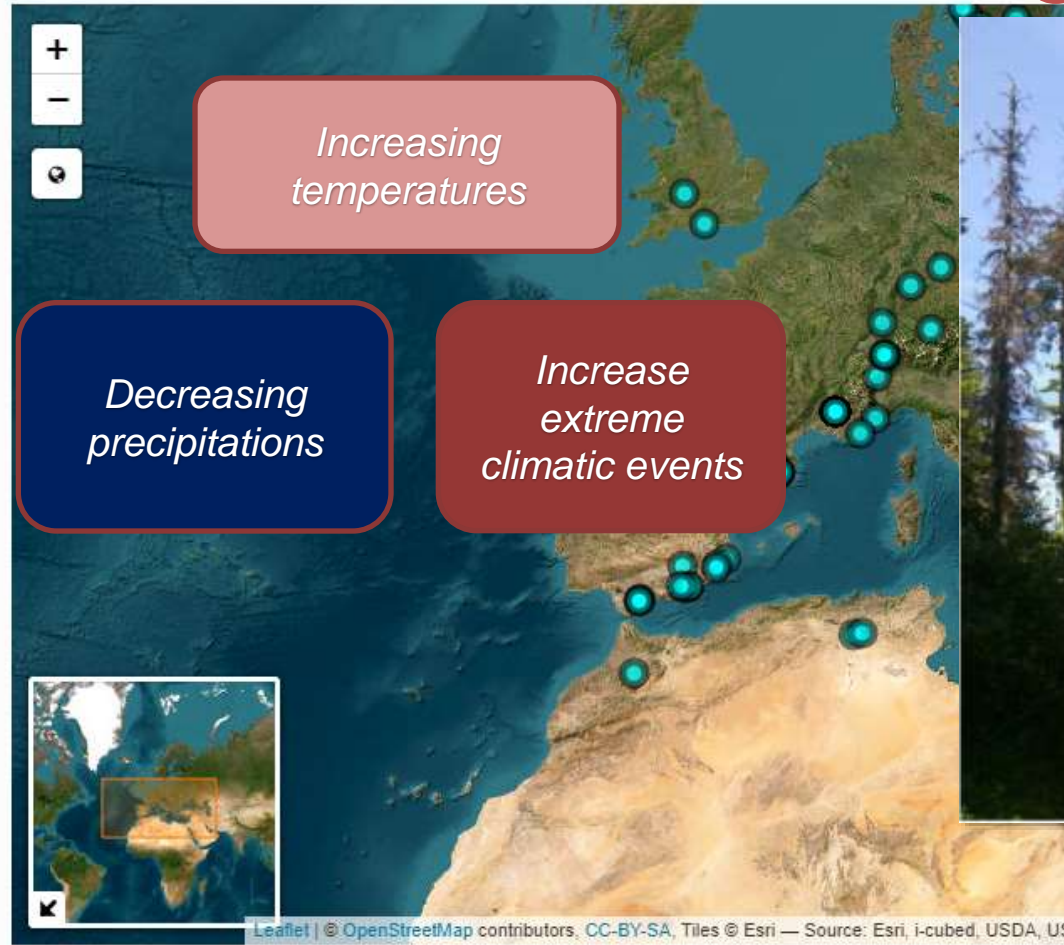 +
−
Increasing
temperatures
Decreasing
precipitations
Increase
extreme
climatic events
Leaflet | © OpenStreetMap contributors, CC-BY-SA, Tiles © Esri — Source: Esri, i-cubed, USDA, U